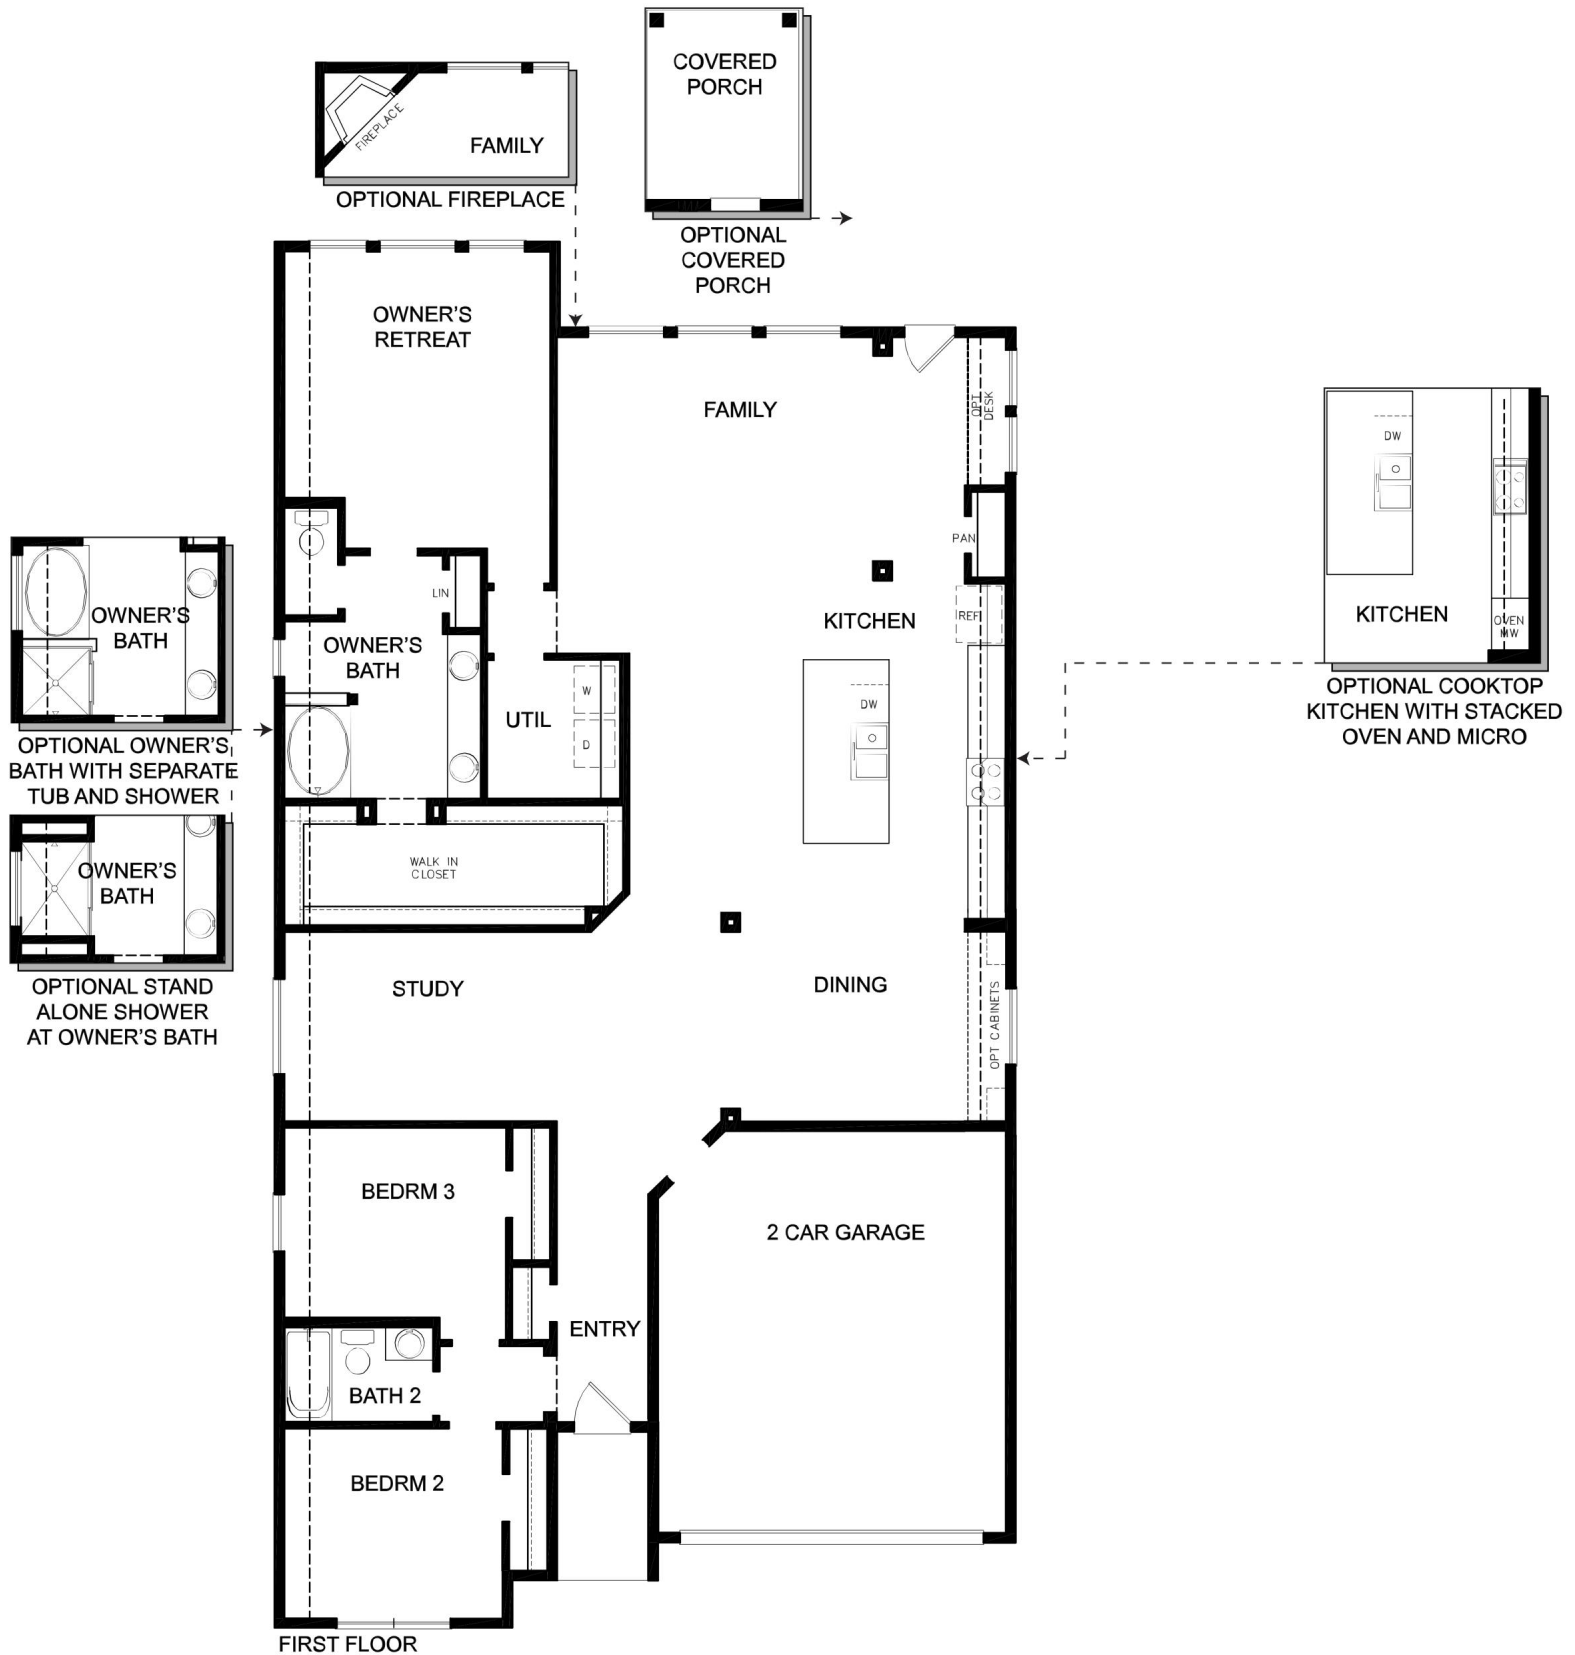 COVERED
PORCH
FIREPLACE
FAMILY
OPTIONAL FIREPLACE
OPTIONAL
COVERED
PORCH
OWNER'S
RETREAT
FAMILY
OPT
DESK
DW
PAN
LIN
REF
KITCHEN
KITCHEN
OVEN
MW
OWNER'S
BATH
OWNER'S
BATH
W
D
UTIL
DW
OPTIONAL COOKTOP
KITCHEN WITH STACKED
OVEN AND MICRO
OPTIONAL OWNER'S
BATH WITH SEPARATE
TUB AND SHOWER
WALK IN
CLOSET
OWNER'S
BATH
OPTIONAL STAND
ALONE SHOWER
AT OWNER'S BATH
STUDY
DINING
OPT CABINETS
BEDRM 3
2 CAR GARAGE
ENTRY
BATH 2
BEDRM 2
FIRST FLOOR